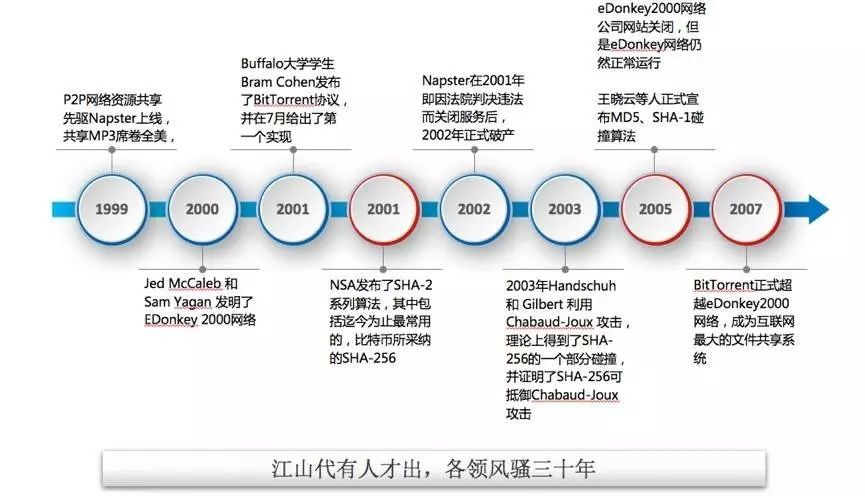 P2P网络资源共享
先驱Napster上线，
共享MP3席卷全美，
Buffalo大学学生
Bram Cohen发布
了BitTorrent协议，
并在7月给出了第
一个实现
Napster在2001年
即因法院判决违法
而关闭服务后，
2002年正式破产
eDonkey2000网络
公司网站关闭，但
是eDonkey网络仍
然正常运行
王晓云等人正式宣
布MD5、SHA-1碰
撞算法
1999
2000
2001
2001
2002
2003
2005
2007
Jed McCaleb 和
Sam Yagan 发明了
EDonkey 2000网络
NSA发布了SHA-2
系列算法，其中包
括迄今为止最常用
的，比特币所采纳
的SHA-256
2003年Handschuh
和 Gilbert 利用
Chabaud-Joux 攻击，
理论上得到了SHA-
256的一个部分碰撞，
并证明了SHA-256可
抵御Chabaud-Joux
攻击
BitTorrent正式超
越eDonkey2000
网络，成为互联网
最大的文件共享系
统
江山代有人才出，各领风骚三十年